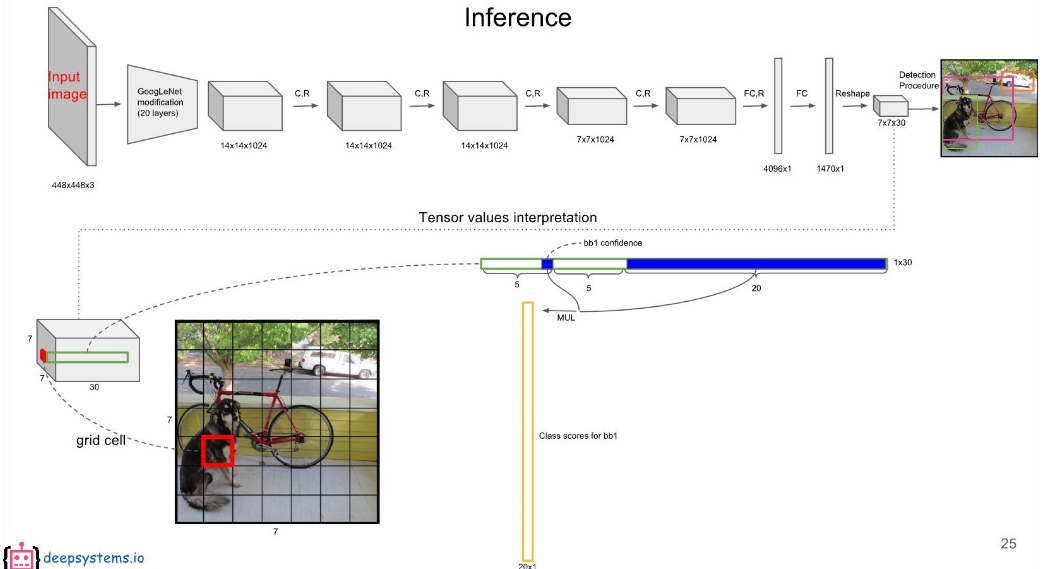 Inference
Input
image
448x448x3
GoogLeNet
modification
(20 layers)
14x14x1024
C,R
14x14x1024
C,R
14x14x1024
C,R
7x7x1024
C,R
7x7x1024
FC,R
4096x1
FC
1470x1
Reshape
7x7x30
Detection
Procedure
Tensor values interpretation
bb1 confidence
1x30
5
5
20
MUL
7
7
30
grid cell
7
7
Class scores for bb1
20x1
deepsystems.io
25